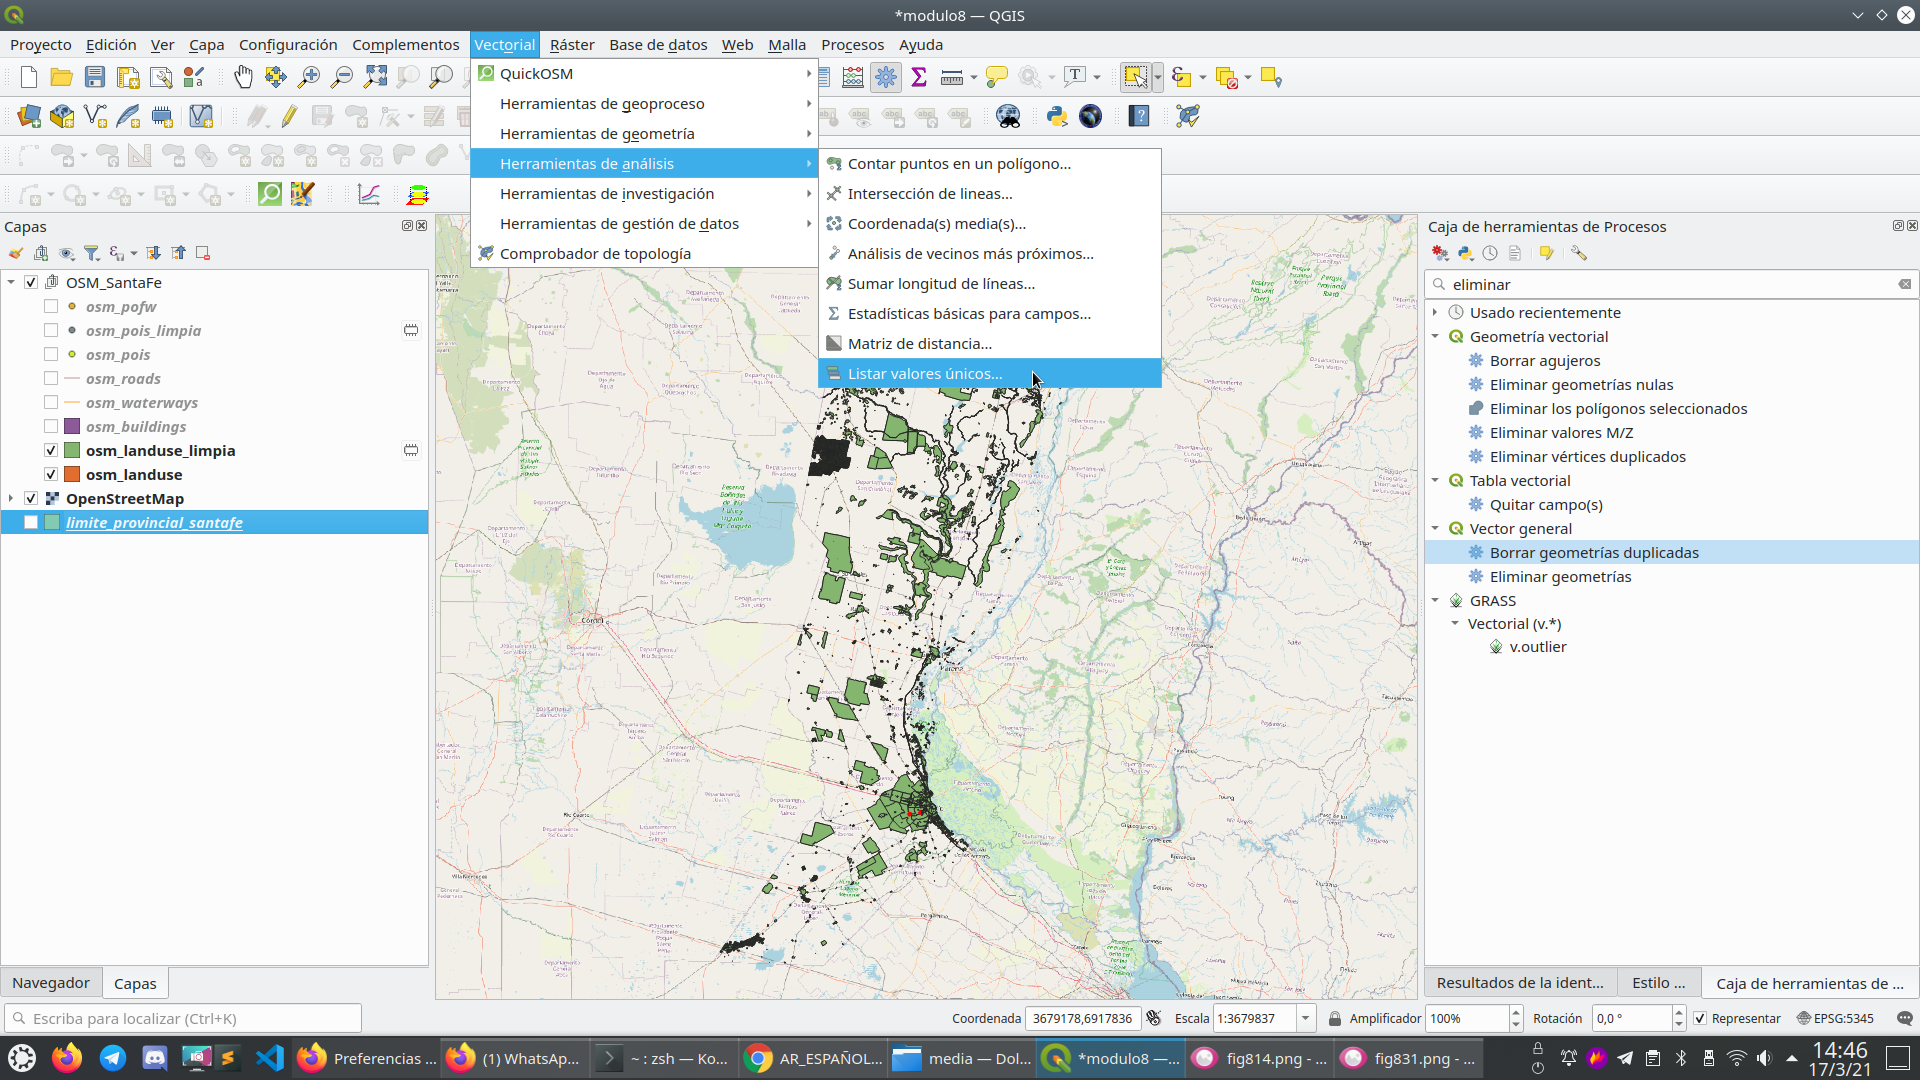 *modulo8 — QGIS
Proyecto Edición Ver Capa Configuración Complementos Vectorial Ráster Base de datos Web Malla Procesos Ayuda
QuickOSM
Herramientas de geoproceso
Herramientas de geometría
Herramientas de análisis
Herramientas de investigación
Herramientas de gestión de datos
Comprobador de topología
Contar puntos en un polígono...
Intersección de lineas...
Coordenada(s) media(s)...
Análisis de vecinos más próximos...
Sumar longitud de líneas...
Estadísticas básicas para campos...
Matriz de distancia...
Listar valores únicos...
Capas
OSM_SantaFe
osm_pofw
osm_pois_limpia
osm_pois
osm_roads
osm_waterways
osm_buildings
osm_landuse_limpia
osm_landuse
OpenStreetMap
limite_provincial_santafe
Caja de herramientas de Procesos
eliminar
Usado recientemente
Geometría vectorial
Borrar agujeros
Eliminar geometrías nulas
Eliminar los polígonos seleccionados
Eliminar valores M/Z
Eliminar vértices duplicados
Tabla vectorial
Quitar campo(s)
Vector general
Borrar geometrías duplicadas
Eliminar geometrías
GRASS
Vectorial (v.*)
v.outlier
Navegador Capas
Resultados de la ident... Estilo ... Caja de herramientas de ...
Escriba para localizar (Ctrl+K)
Coordenada 3679178,6917836 Escala 1:3679837 Amplificador 100% Rotación 0,0 ° Representar EPSG:5345
Preferencias ... (1) WhatsAp... ~ : zsh — Ko... AR_ESPAÑOL... media — Dol... *modulo8 —... fig814.png - ... fig831.png - ...
14:46
17/3/21